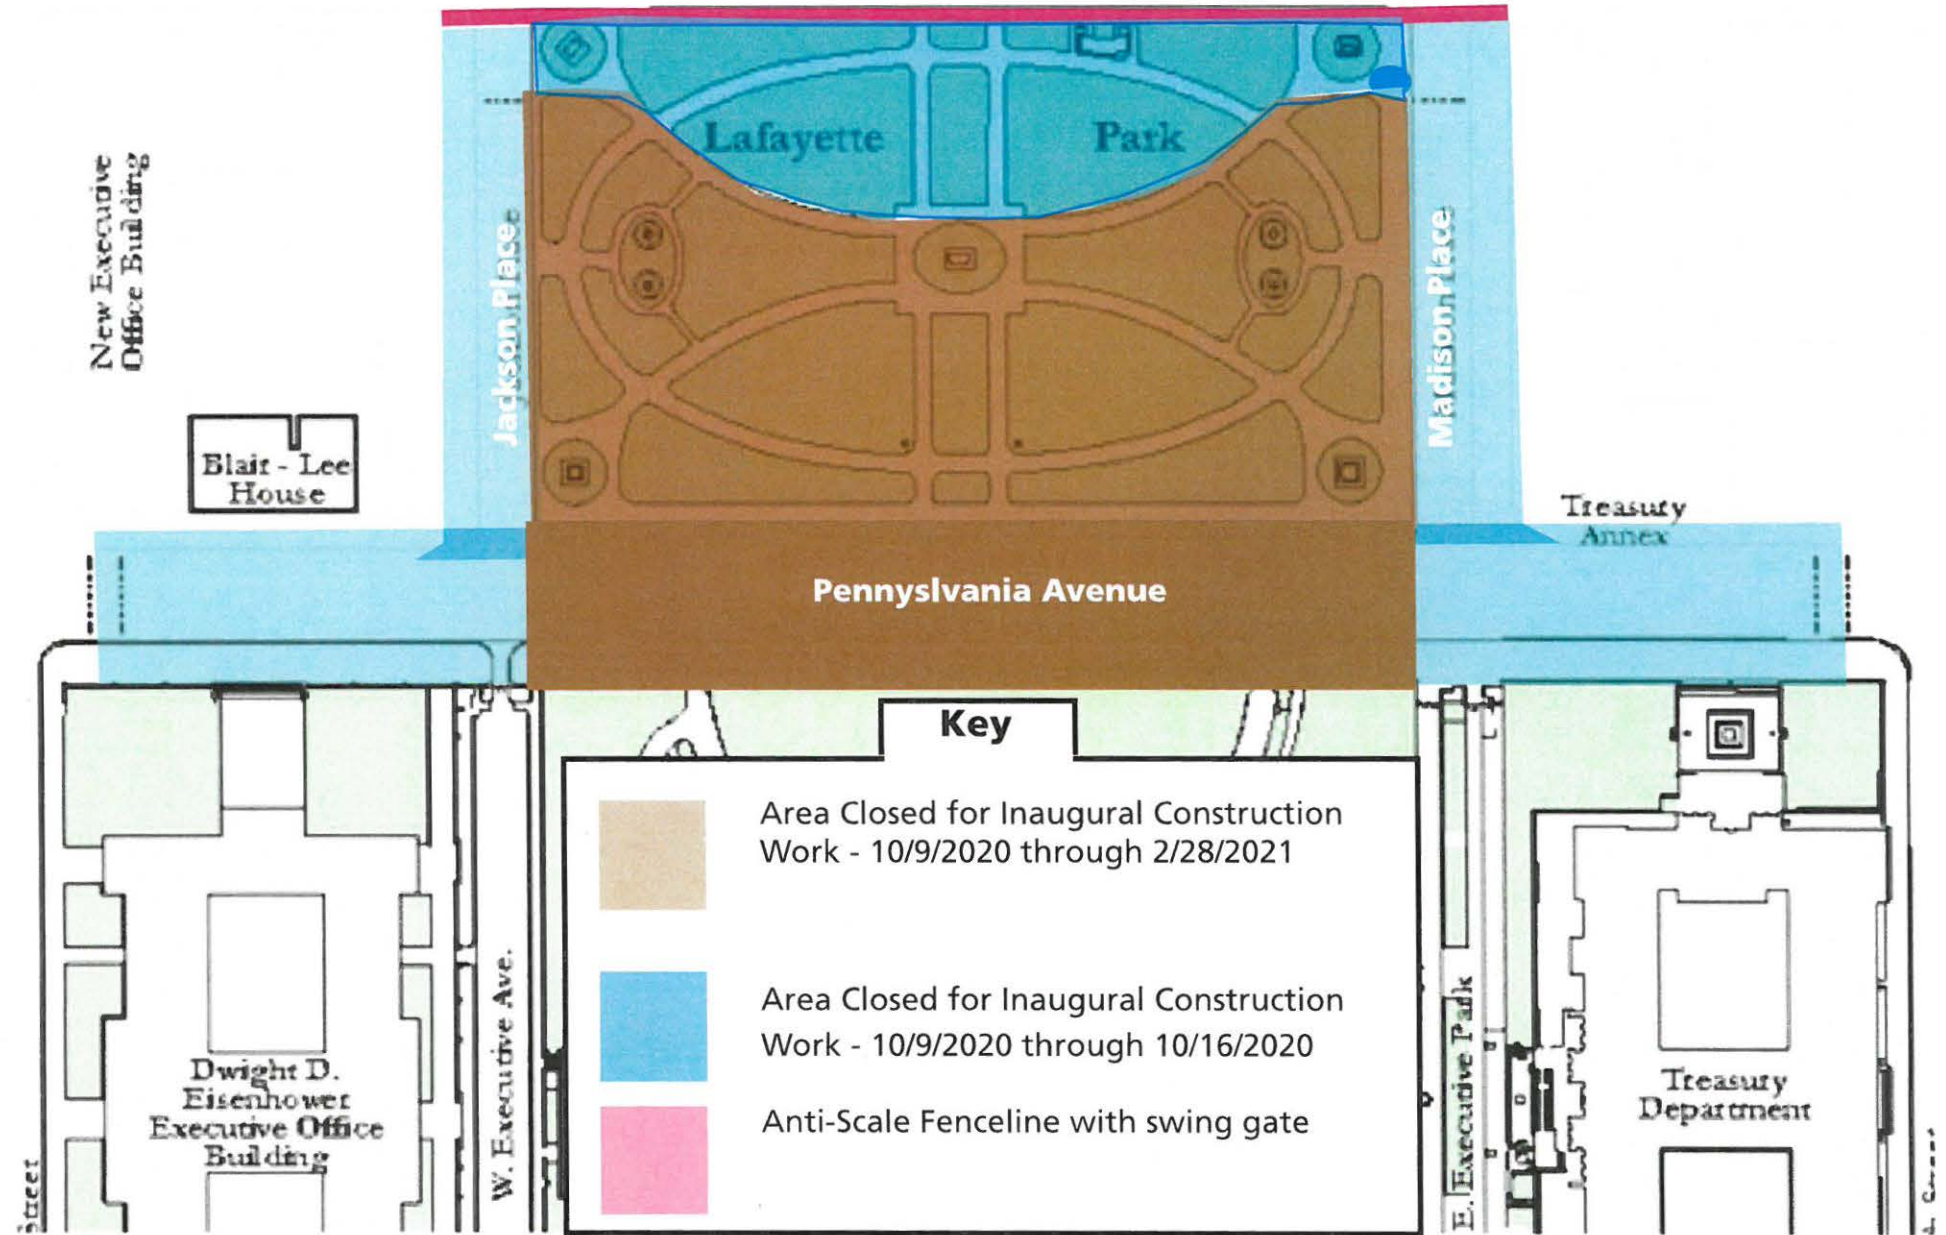 Lafayette Park
New Executive
Office Building
Jackson Place
Madison Place
Blair - Lee
House
Treasury
Annex
Pennyslvania Avenue
Key
Area Closed for Inaugural Construction
Work - 10/9/2020 through 2/28/2021
Area Closed for Inaugural Construction
Work - 10/9/2020 through 10/16/2020
Anti-Scale Fenceline with swing gate
W. Executive Ave.
E. Executive Park
Dwight D.
Eisenhower
Executive Office
Building
Treasury
Department